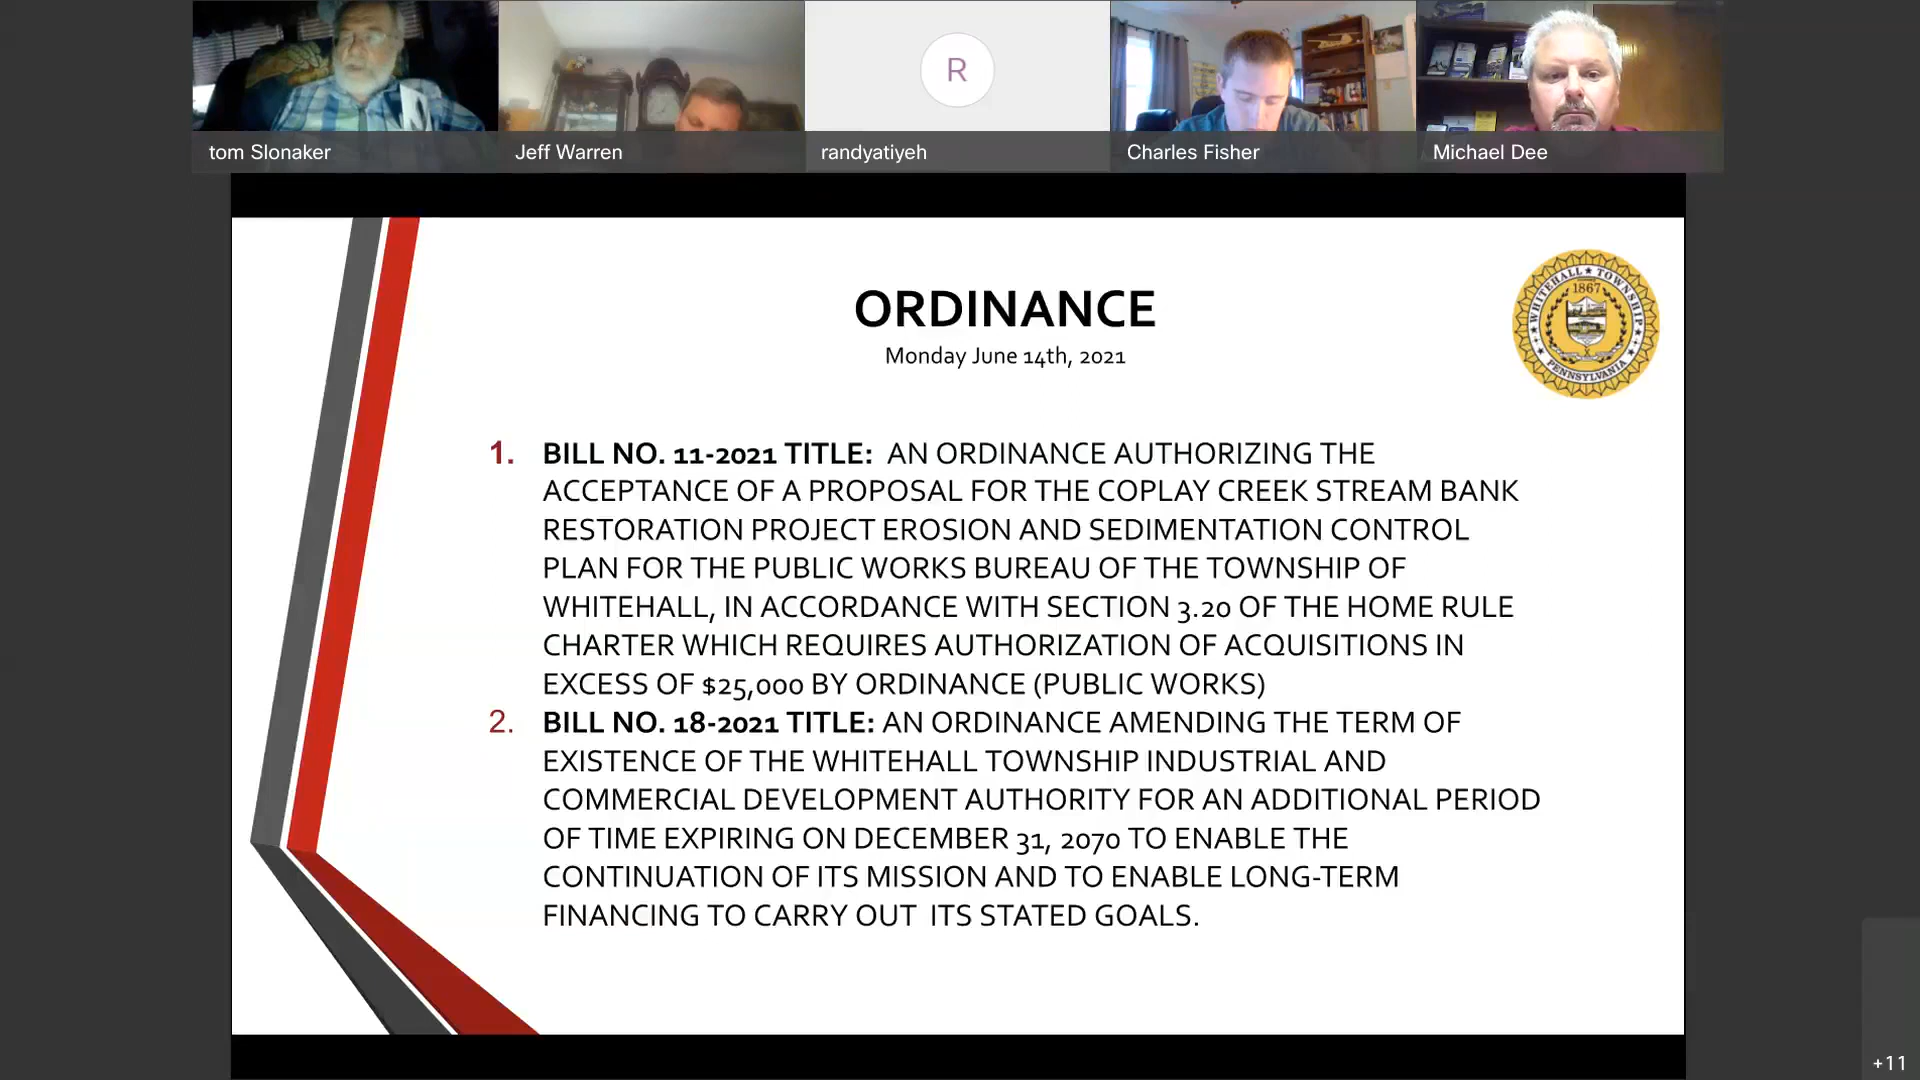 tom Slonaker
Jeff Warren
R
randyatiyeh
Charles Fisher
Michael Dee
ORDINANCE
Monday June 14th, 2021
WHITEHALL ★ TOWNSHIP
1867
PENNSYLVANIA
1. BILL NO. 11-2021 TITLE: AN ORDINANCE AUTHORIZING THE
ACCEPTANCE OF A PROPOSAL FOR THE COPLAY CREEK STREAM BANK
RESTORATION PROJECT EROSION AND SEDIMENTATION CONTROL
PLAN FOR THE PUBLIC WORKS BUREAU OF THE TOWNSHIP OF
WHITEHALL, IN ACCORDANCE WITH SECTION 3.20 OF THE HOME RULE
CHARTER WHICH REQUIRES AUTHORIZATION OF ACQUISITIONS IN
EXCESS OF $25,000 BY ORDINANCE (PUBLIC WORKS)
2. BILL NO. 18-2021 TITLE: AN ORDINANCE AMENDING THE TERM OF
EXISTENCE OF THE WHITEHALL TOWNSHIP INDUSTRIAL AND
COMMERCIAL DEVELOPMENT AUTHORITY FOR AN ADDITIONAL PERIOD
OF TIME EXPIRING ON DECEMBER 31, 2070 TO ENABLE THE
CONTINUATION OF ITS MISSION AND TO ENABLE LONG-TERM
FINANCING TO CARRY OUT ITS STATED GOALS.
+11